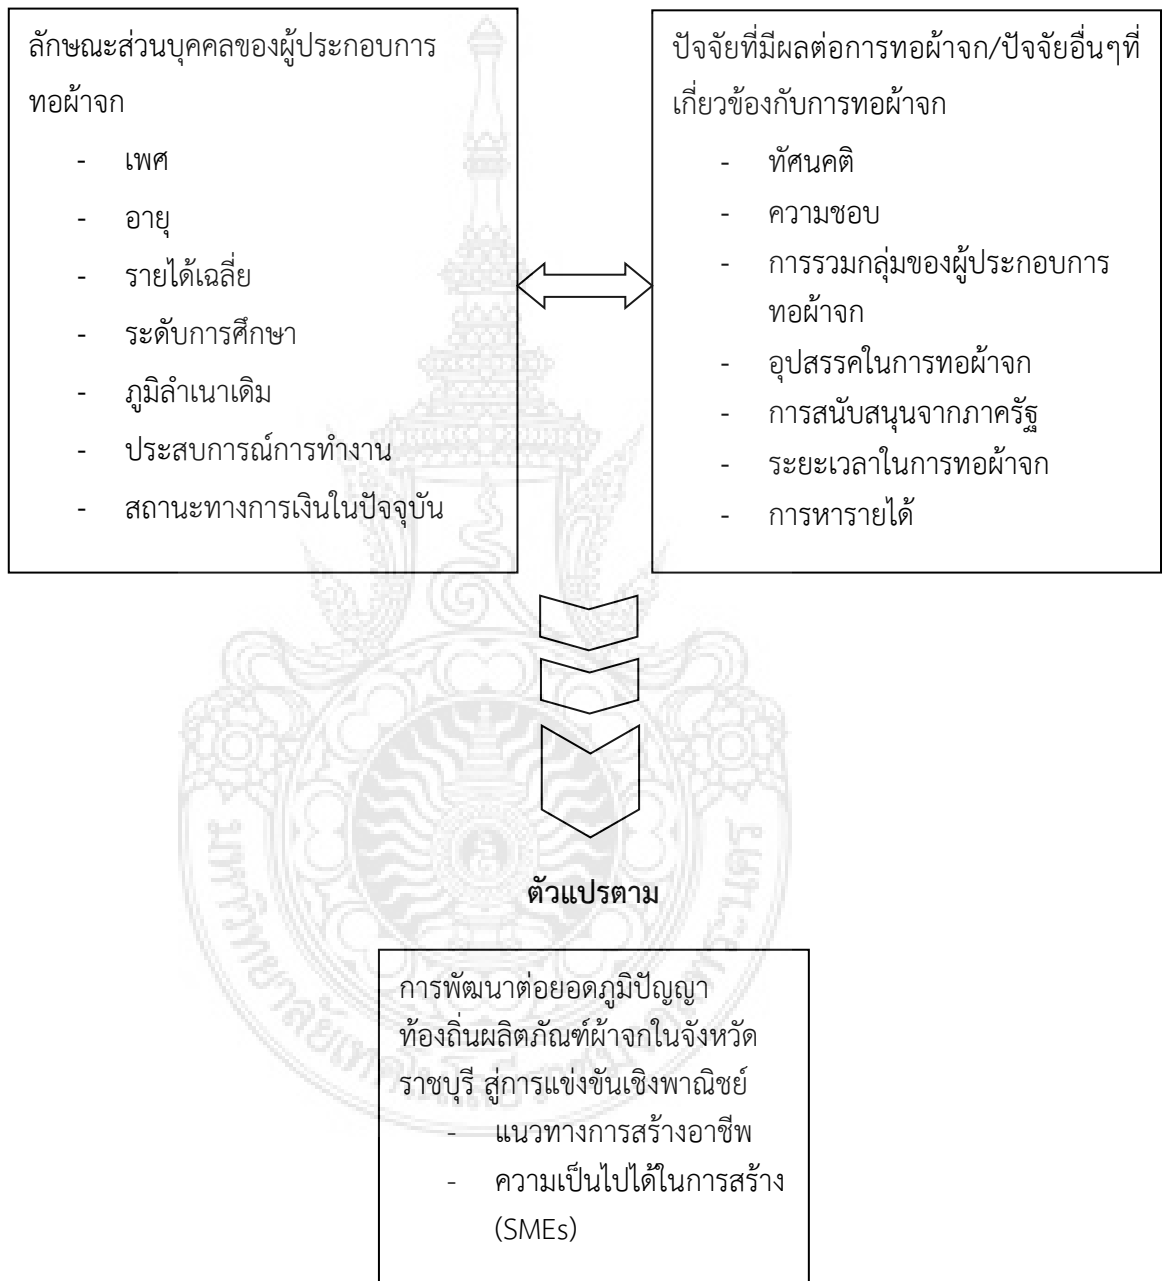 ลักษณะส่วนบุคคลของผู้ประกอบการ
ทอผ้าจก
- เพศ
- อายุ
- รายได้เฉลี่ย
- ระดับการศึกษา
- ภูมิลำเนาเดิม
- ประสบการณ์การทำงาน
- สถานะทางการเงินในปัจจุบัน
ปัจจัยที่มีผลต่อการทอผ้าจก/ปัจจัยอื่นๆที่
เกี่ยวข้องกับการทอผ้าจก
- ทัศนคติ
- ความชอบ
- การรวมกลุ่มของผู้ประกอบการ
ทอผ้าจก
- อุปสรรคในการทอผ้าจก
- การสนับสนุนจากภาครัฐ
- ระยะเวลาในการทอผ้าจก
- การหารายได้
ตัวแปรตาม
การพัฒนาต่อยอดภูมิปัญญา
ท้องถิ่นผลิตภัณฑ์ผ้าจกในจังหวัด
ราชบุรี สู่การแข่งขันเชิงพาณิชย์
- แนวทางการสร้างอาชีพ
- ความเป็นไปได้ในการสร้าง
(SMEs)